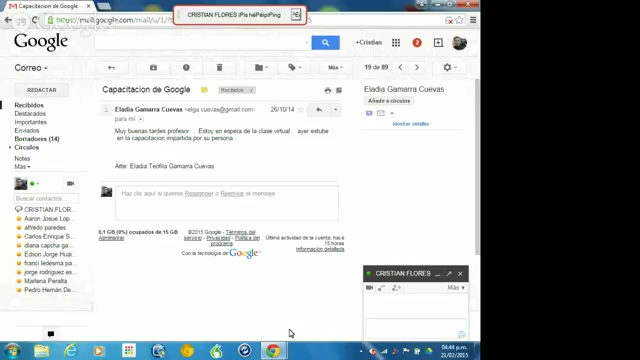 Capacitacion de Google
CRISTIAN FLORES
https://mail.google.com/mail/u/1/?
Google
+Cristian
2
Correo
Más
19 de 89
REDACTAR
Recibidos
Destacados
Importantes
Enviados
Borradores (14)
Círculos
Notes
Más
Buscar contactos...
CRISTIAN FLOR...
Aaron Josue Lop...
alfredo paredes
Carlos Enrique S...
diana capcha gar...
Edson Jorge Huai...
franci.ledesma pa...
jorge rodriguez es...
Marlena Peralta
Pedro Hernán De...
Capacitacion de Google
Recibidos
Eladia Gamarra Cuevas <elga.cuevas@gmail.com>
26/10/14
para mí
Muy buenas tardes profesor Estoy en espera de la clase virtual ayer estube
en la capacitacion impartida por su persona
Atte: Eladia Teófila Gamarra Cuevas
Haz clic aquí si quieres Responder o Reenviar el mensaje
0,1 GB (0%) ocupados de 15 GB
Administrar
©2015 Google - Términos del
servicio - Privacidad - Política del
programa
Con la tecnología de Google
Última actividad de la cuenta: hace
15 horas
Información detallada
Eladia Gamarra Cuevas
Añadir a círculos
Mostrar detalles
CRISTIAN FLORES
Más
04:44 p.m.
21/02/2015